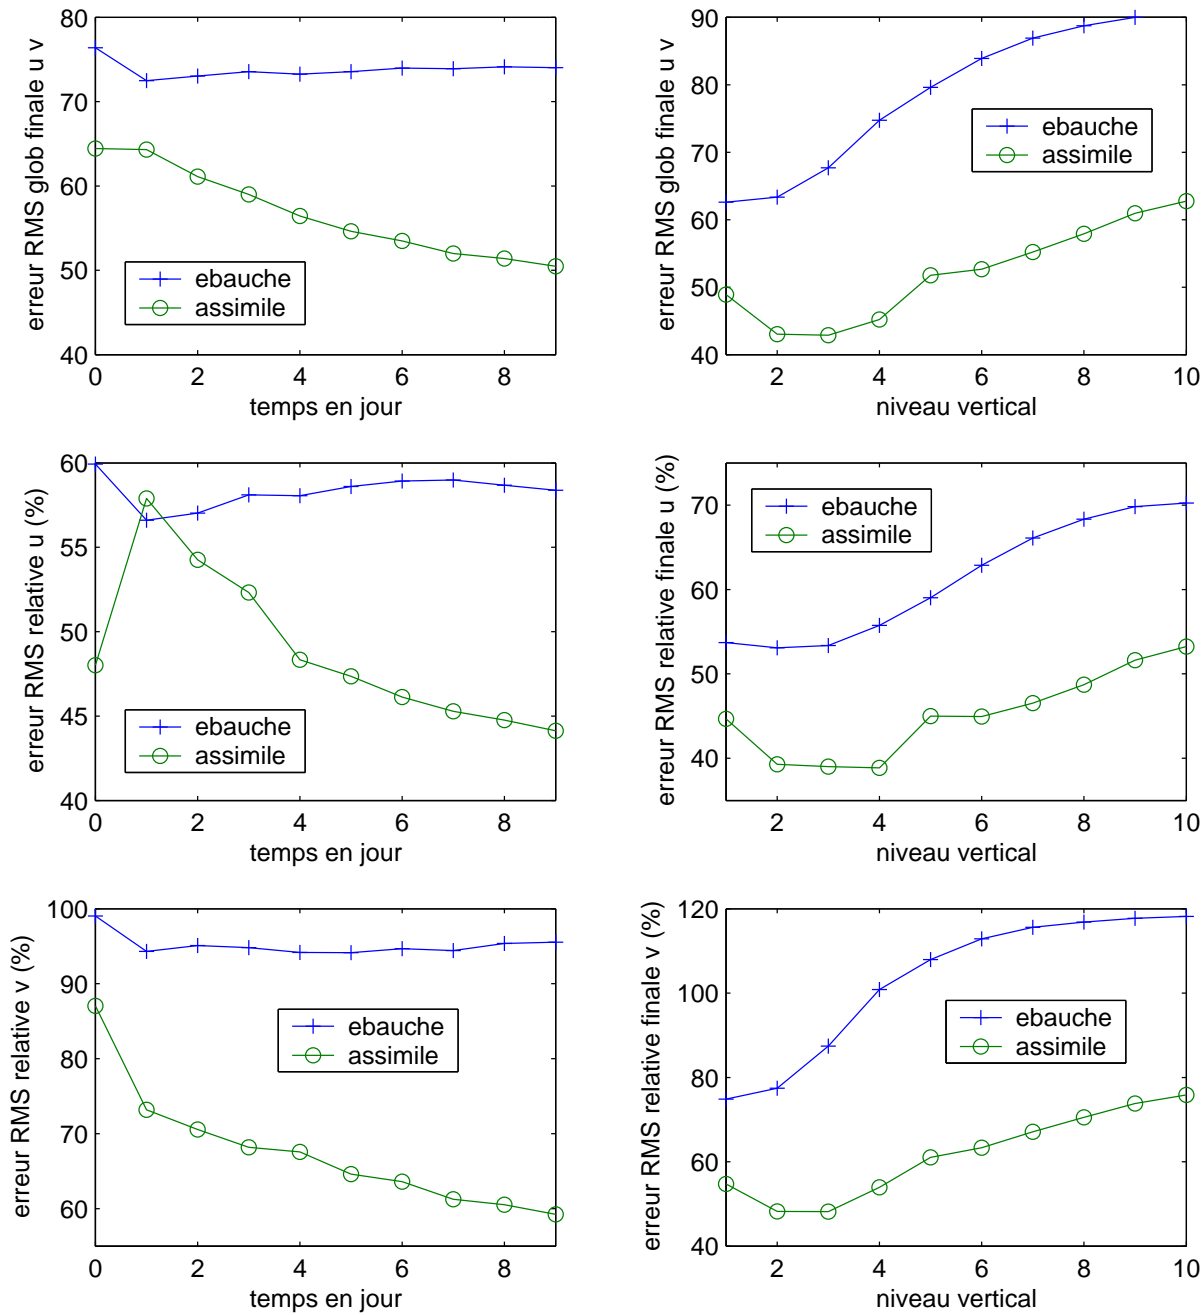 80
70
60
50
40
erreur RMS glob finale u v
ebauche
assimile
0 2 4 6 8
temps en jour
90
80
70
60
50
40
erreur RMS glob finale u v
ebauche
assimile
2 4 6 8 10
niveau vertical
60
55
50
45
40
erreur RMS relative u (%)
ebauche
assimile
0 2 4 6 8
temps en jour
70
60
50
40
erreur RMS relative finale u (%)
ebauche
assimile
2 4 6 8 10
niveau vertical
100
90
80
70
60
erreur RMS relative v (%)
ebauche
assimile
0 2 4 6 8
temps en jour
120
100
80
60
40
erreur RMS relative finale v (%)
ebauche
assimile
2 4 6 8 10
niveau vertical